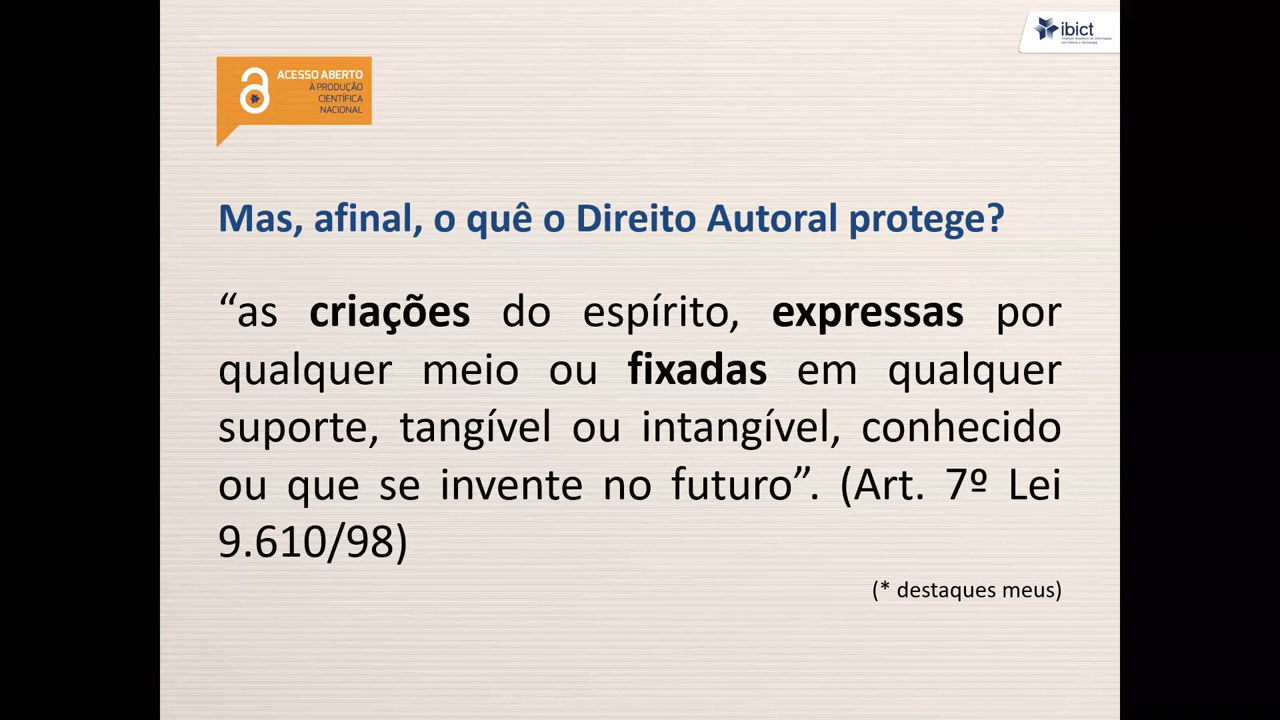 ibict
ACESSO ABERTO
À PRODUÇÃO
CIENTÍFICA
NACIONAL
Mas, afinal, o quê o Direito Autoral protege?
“as criações do espírito, expressas por
qualquer meio ou fixadas em qualquer
suporte, tangível ou intangível, conhecido
ou que se invente no futuro”. (Art. 7º Lei
9.610/98)
(* destaques meus)